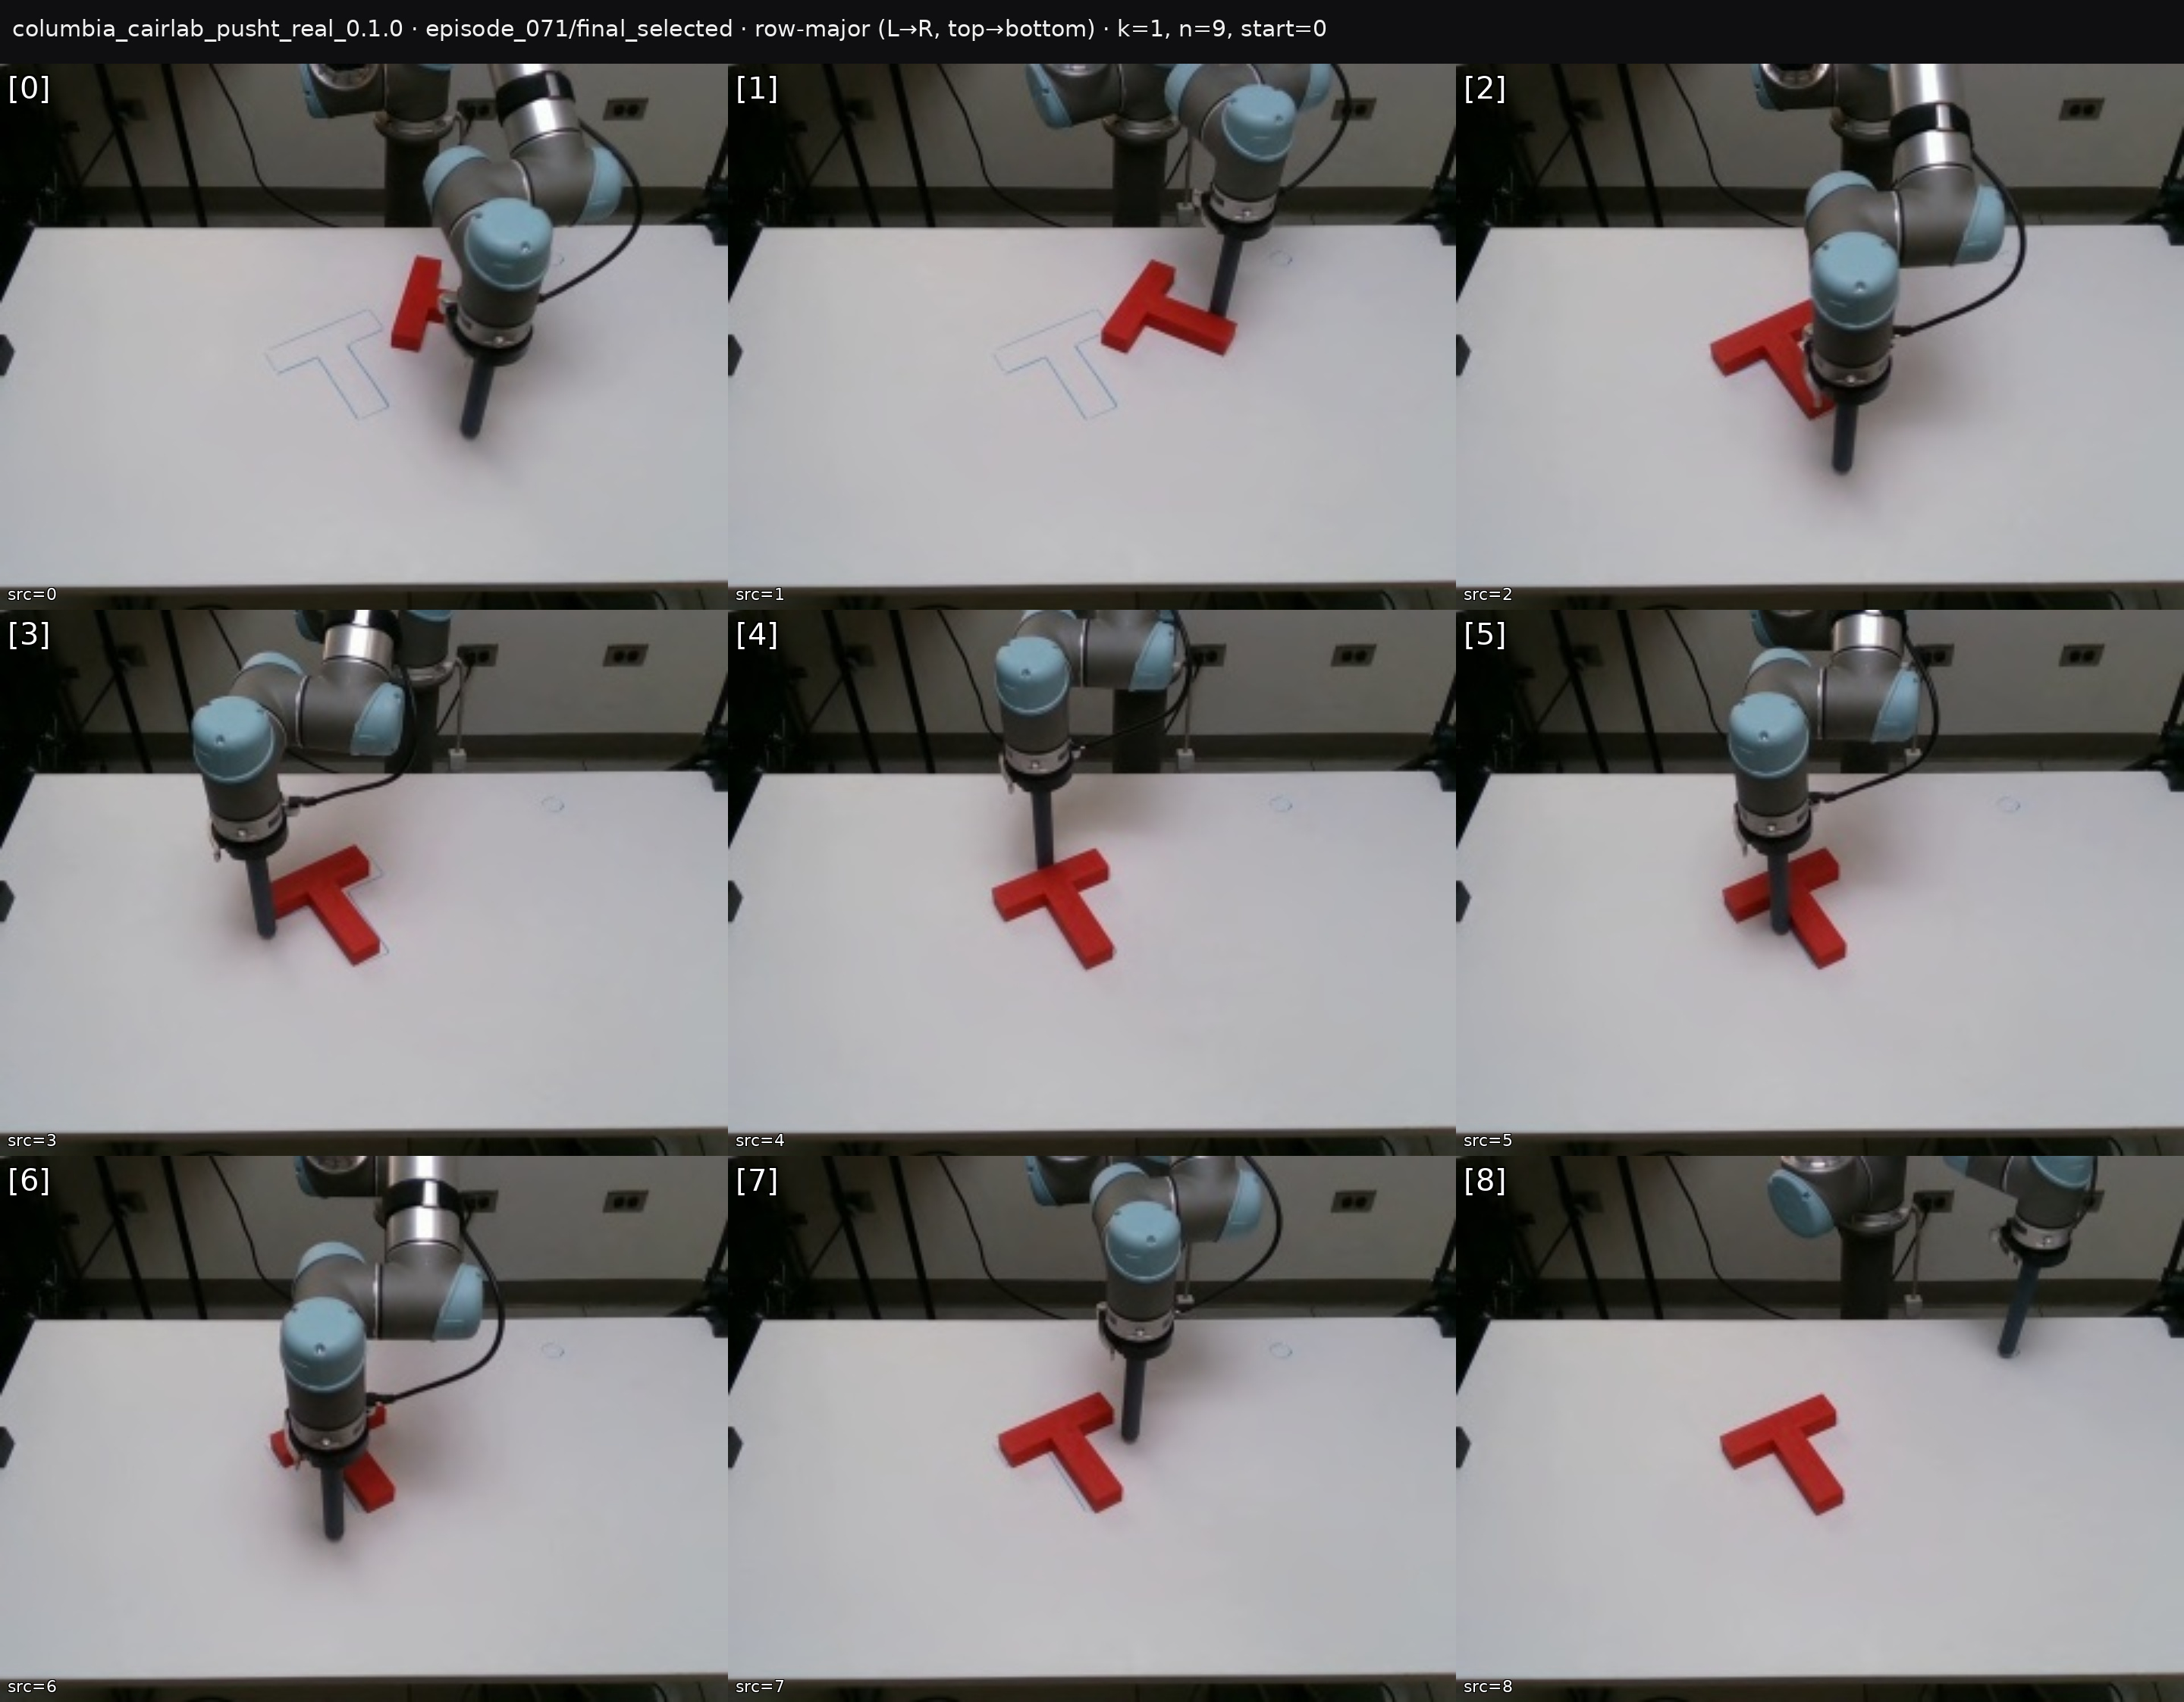 columbia_cairlab_pusht_real_0.1.0 · episode_071/final_selected · row-major (L→R, top→bottom) · k=1, n=9, start=0
[0]
[1]
[2]
src=0
src=1
src=2
[3]
[4]
[5]
src=3
src=4
src=5
[6]
[7]
[8]
src=6
src=7
src=8